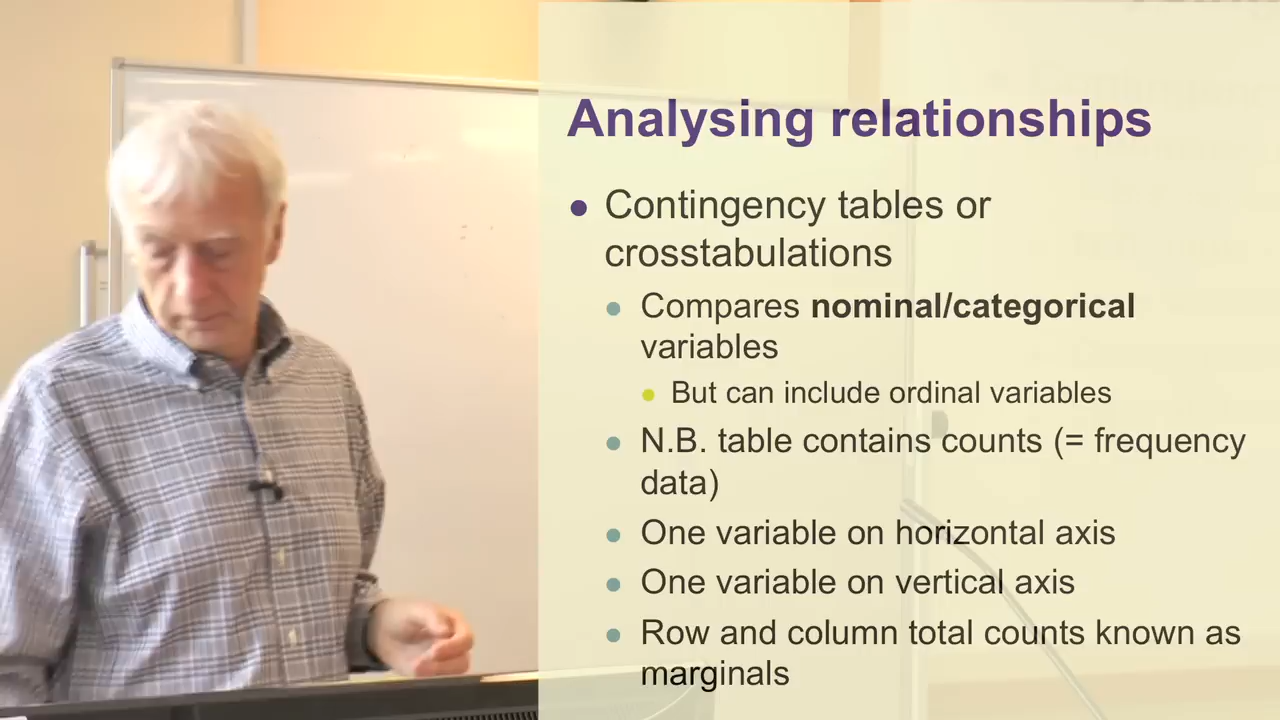 Analysing relationships
Contingency tables or
crosstabulations
Compares nominal/categorical
variables
But can include ordinal variables
N.B. table contains counts (= frequency
data)
One variable on horizontal axis
One variable on vertical axis
Row and column total counts known as
marginals